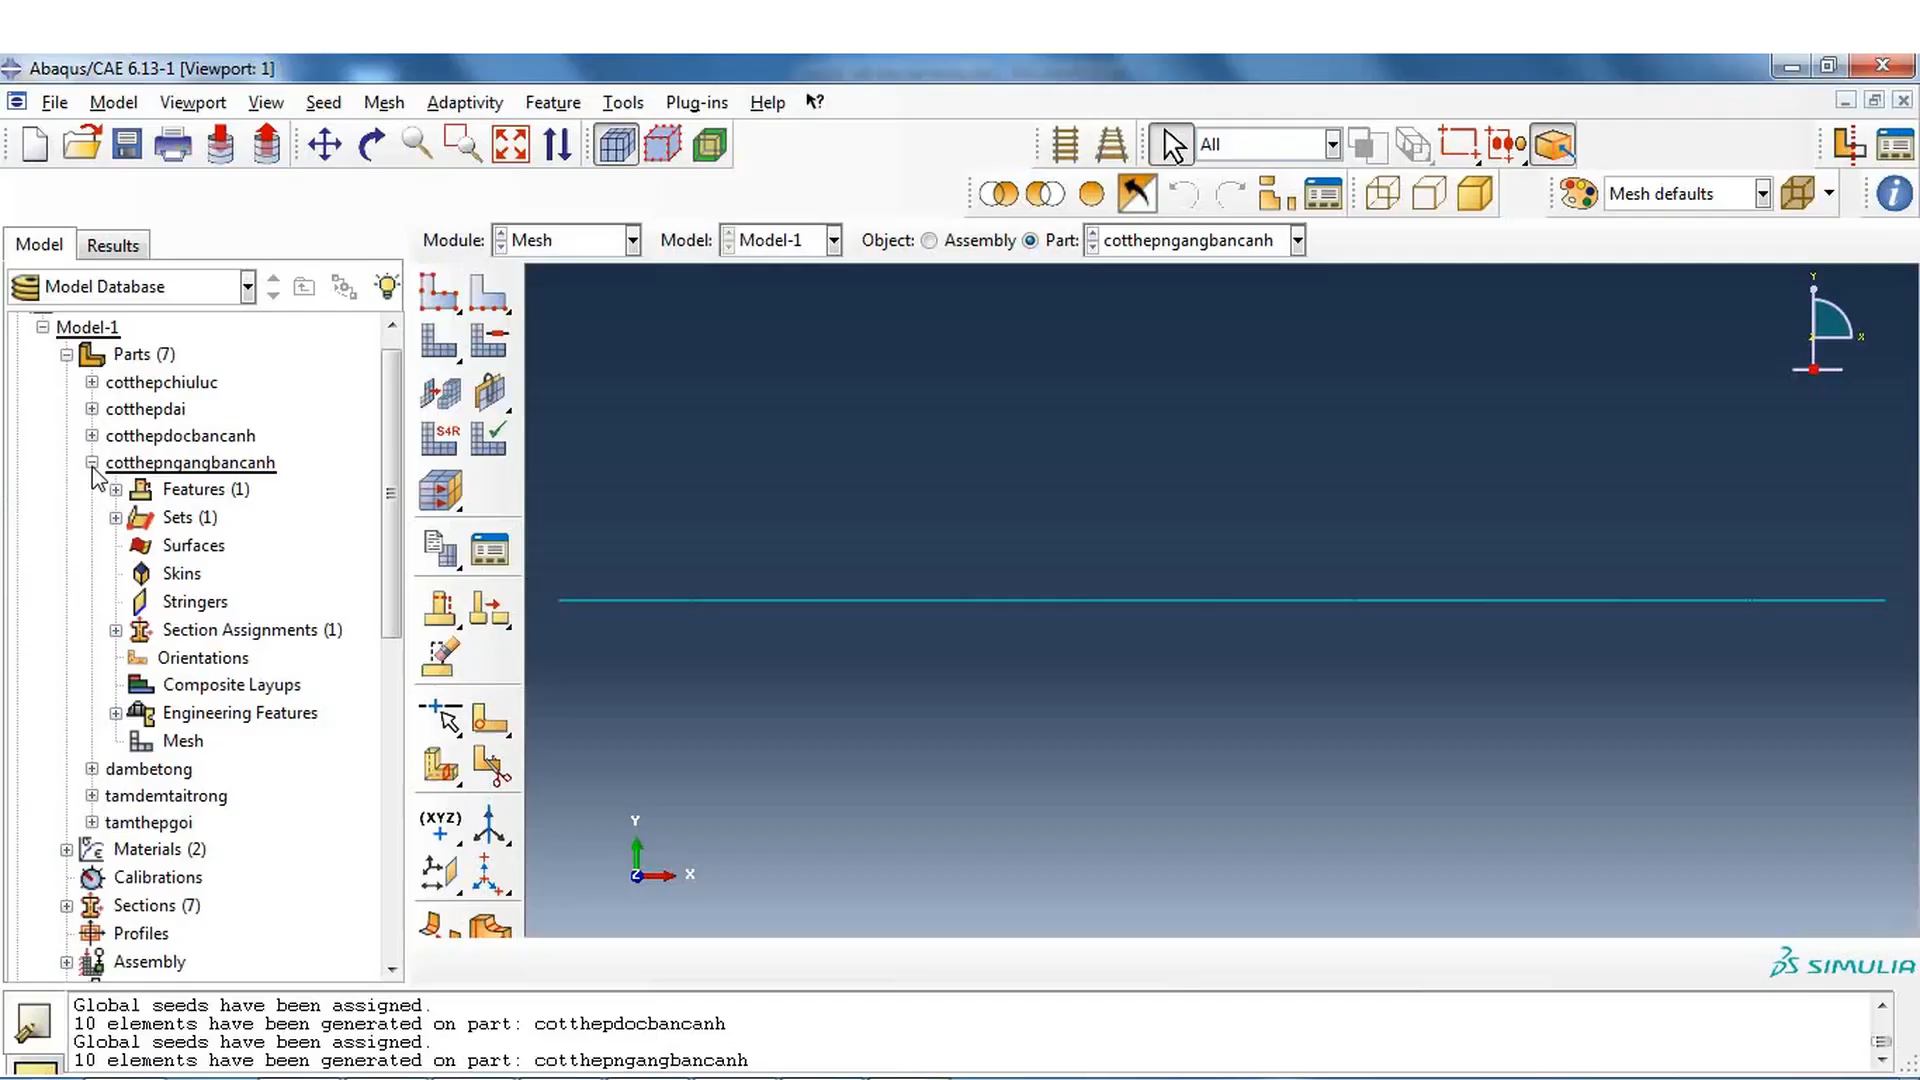 Abaqus/CAE 6.13-1 [Viewport: 1]
File Model Viewport View Seed Mesh Adaptivity Feature Tools Plug-ins Help
All
Mesh defaults
Model Results
Module: Mesh Model: Model-1 Object: Assembly Part: cotthepngangbancanh
Model Database
Model-1
Parts (7)
cotthepchiuluc
cotthepdai
cotthepdocbancanh
cotthepngangbancanh
Features (1)
Sets (1)
Surfaces
Skins
Stringers
Section Assignments (1)
Orientations
Composite Layups
Engineering Features
Mesh
dambetong
tamdemtaitrong
tamthepgoi
Materials (2)
Calibrations
Sections (7)
Profiles
Assembly
S4R
(XYZ)
Y
X
Y
X
Z
SIMULIA
Global seeds have been assigned.
10 elements have been generated on part: cotthepdocbancanh
Global seeds have been assigned.
10 elements have been generated on part: cotthepngangbancanh